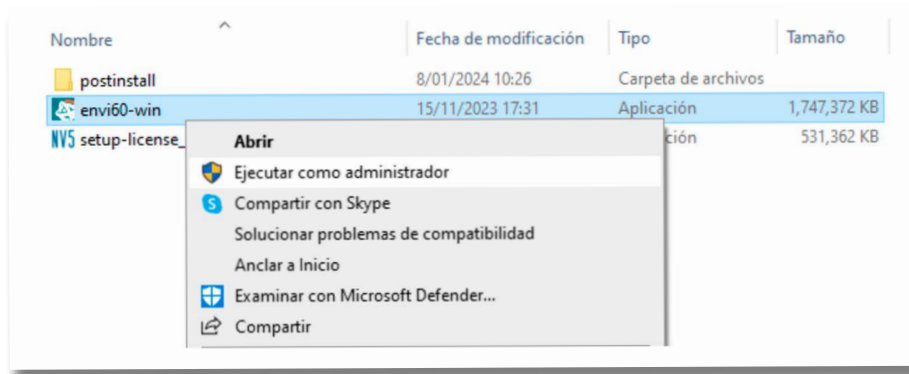 Nombre Fecha de modificación Tipo Tamaño
postinstall 8/01/2024 10:26 Carpeta de archivos
envi60-win 15/11/2023 17:31 Aplicación 1,747,372 KB
NV5 setup-license_ ción 531,362 KB
Abrir
Ejecutar como administrador
S Compartir con Skype
Solucionar problemas de compatibilidad
Anclar a Inicio
Examinar con Microsoft Defender...
Compartir